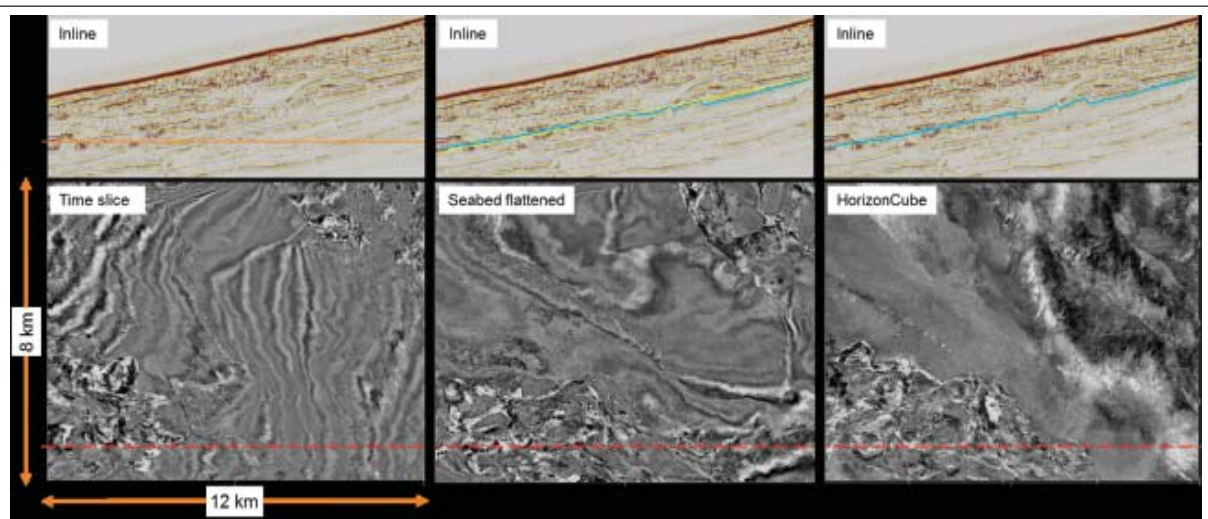 Inline
Inline
Inline
Time slice
Seabed flattened
HorizonCube
8 km
12 km